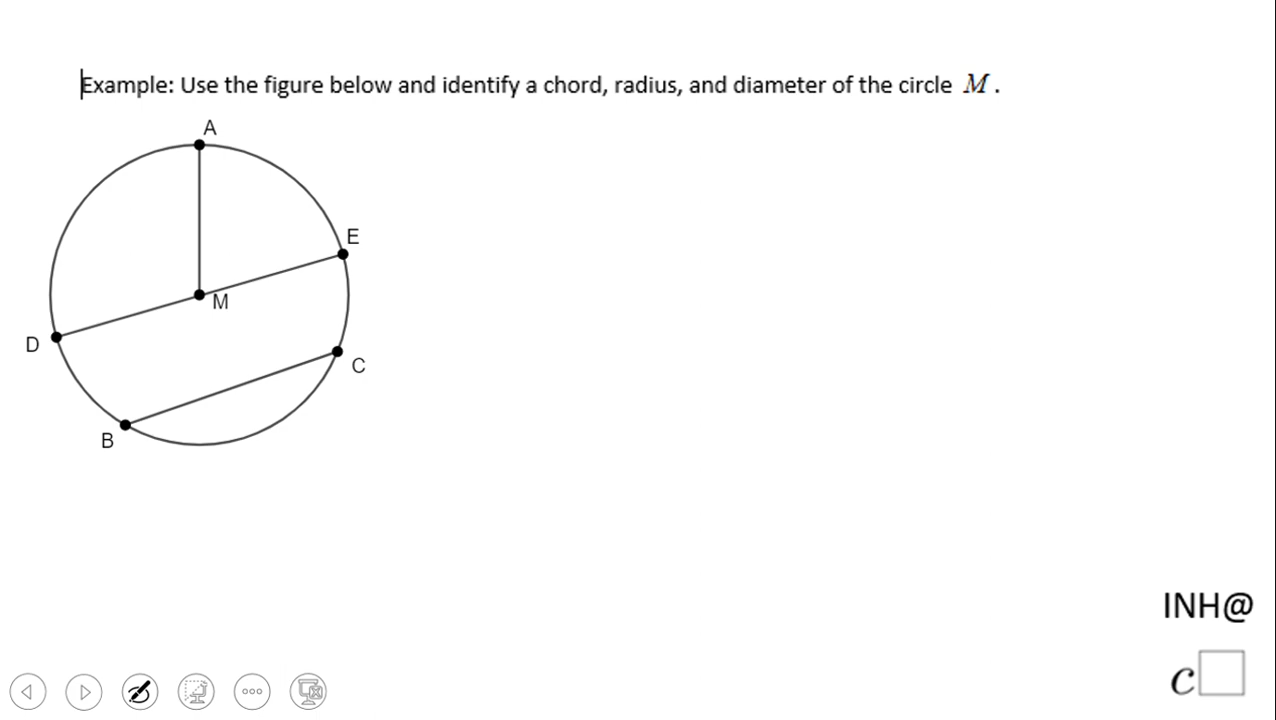 Example: Use the figure below and identify a chord, radius, and diameter of the circle M.
A
E
M
D
C
B
INH@
c□